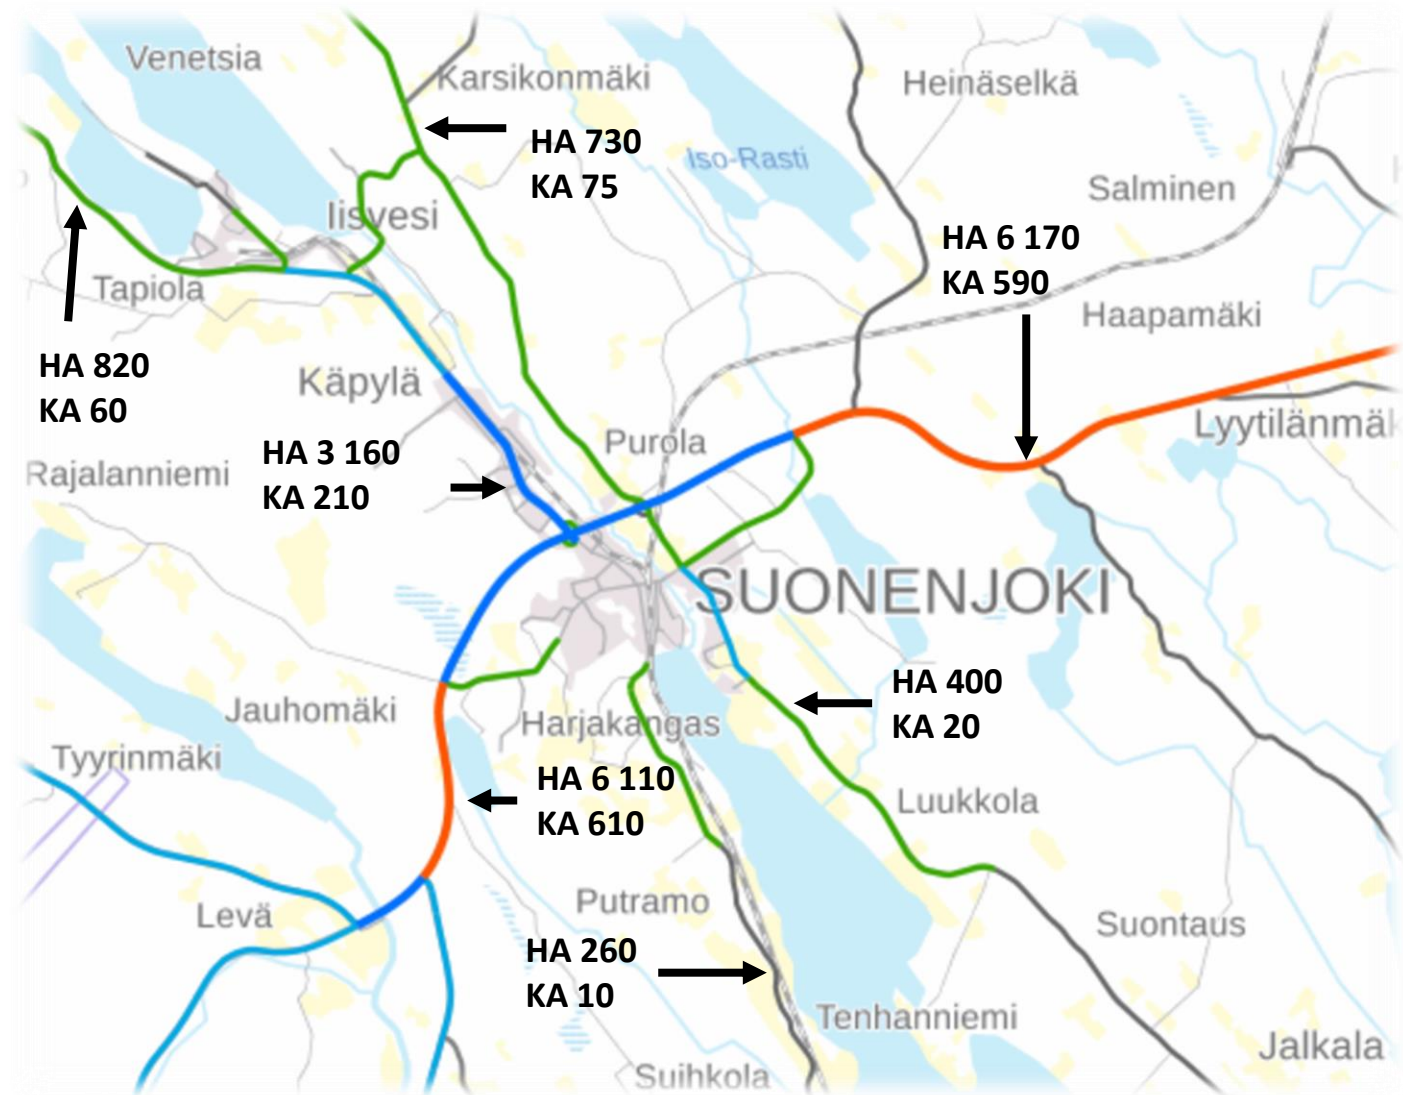 Venetsia
Karsikonmäki
Heinäselkä
HA 730
KA 75
Iso-Rasti
Salminen
Iisvesi
HA 6 170
KA 590
Tapiola
Haapamäki
HA 820
KA 60
Käpylä
Lyytilänmäk
Purola
HA 3 160
KA 210
Rajalanniemi
SUONENJOKI
HA 400
KA 20
Jauhomäki
Harjakangas
Tyyrinmäki
HA 6 110
KA 610
Luukkola
Levä
Putramo
Suontaus
HA 260
KA 10
Tenhanniemi
Jalkala
Suihkola